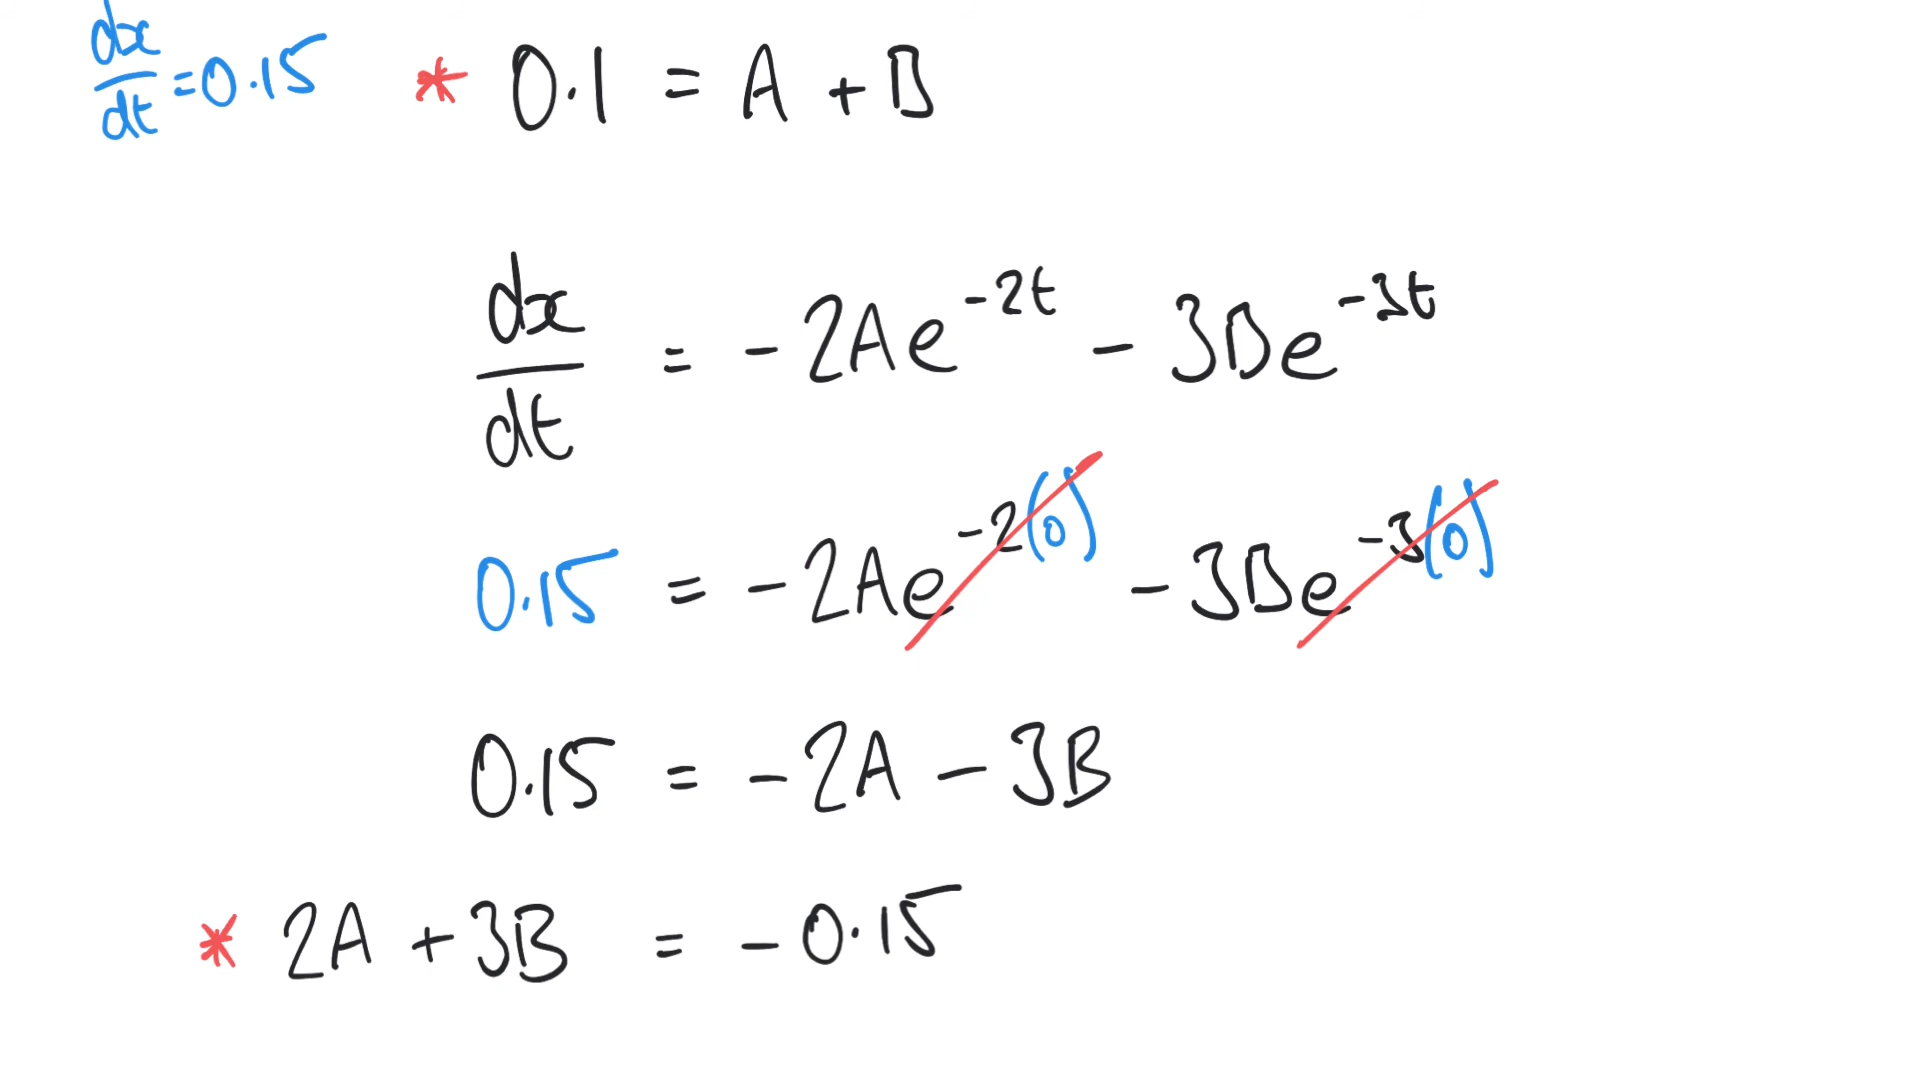 dx/dt = 0.15 * 0.1 = A + B
dx/dt = -2Ae^{-2t} - 3Be^{-3t}
0.15 = -2Ae^{-2(0)} - 3Be^{-3(0)}
0.15 = -2A - 3B
* 2A + 3B = -0.15